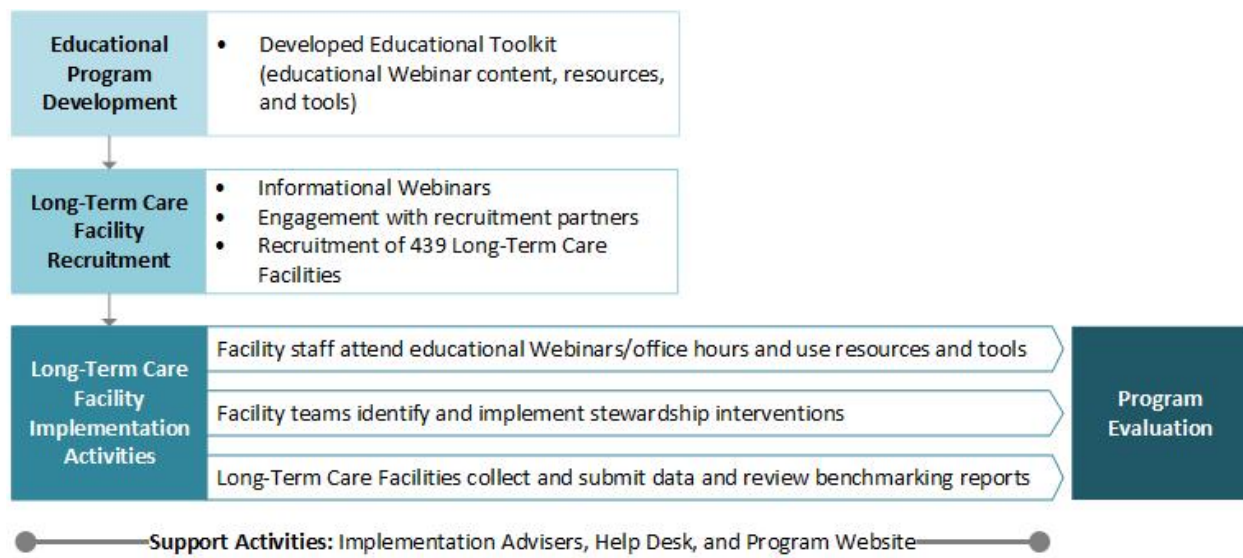 Educational
Program
Development
• Developed Educational Toolkit
(educational Webinar content, resources,
and tools)
Long-Term Care
Facility
Recruitment
• Informational Webinars
• Engagement with recruitment partners
• Recruitment of 439 Long-Term Care
Facilities
Long-Term Care
Facility
Implementation
Activities
Facility staff attend educational Webinars/office hours and use resources and tools
Facility teams identify and implement stewardship interventions
Long-Term Care Facilities collect and submit data and review benchmarking reports
Program
Evaluation
Support Activities: Implementation Advisers, Help Desk, and Program Website